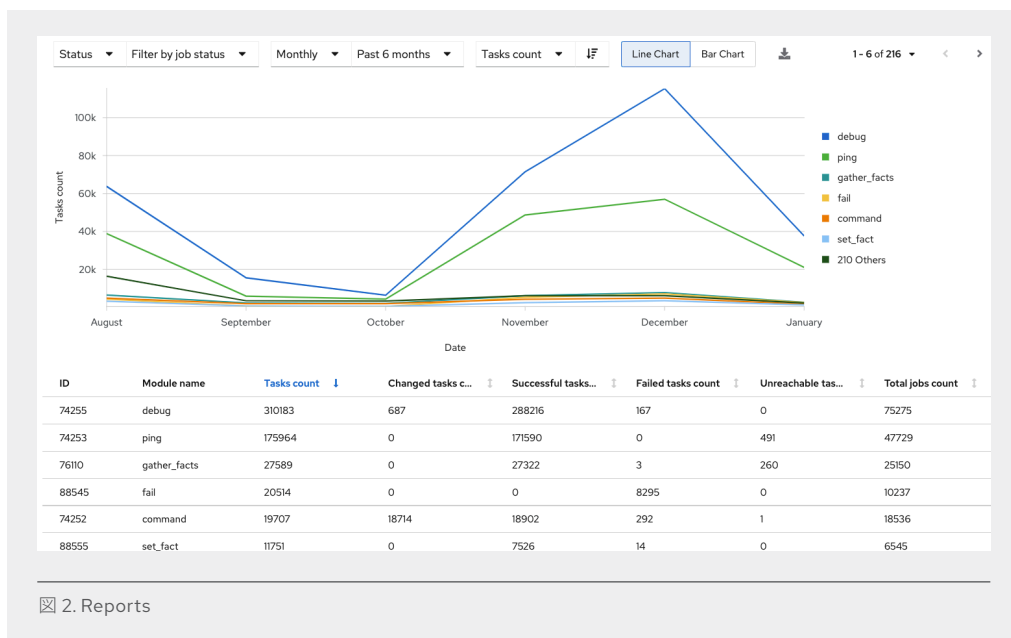 Status Filter by job status Monthly Past 6 months Tasks count Line Chart Bar Chart 1 - 6 of 216
100k
80k
60k
40k
20k
Tasks count
August September October November December January
Date
debug
ping
gather_facts
fail
command
set_fact
210 Others
ID Module name Tasks count Changed tasks c... Successful tasks... Failed tasks count Unreachable tas... Total jobs count
74255 debug 310183 687 288216 167 0 75275
74253 ping 175964 0 171590 0 491 47729
76110 gather_facts 27589 0 27322 3 260 25150
88545 fail 20514 0 0 8295 0 10237
74252 command 19707 18714 18902 292 1 18536
88555 set_fact 11751 0 7526 14 0 6545
図 2. Reports